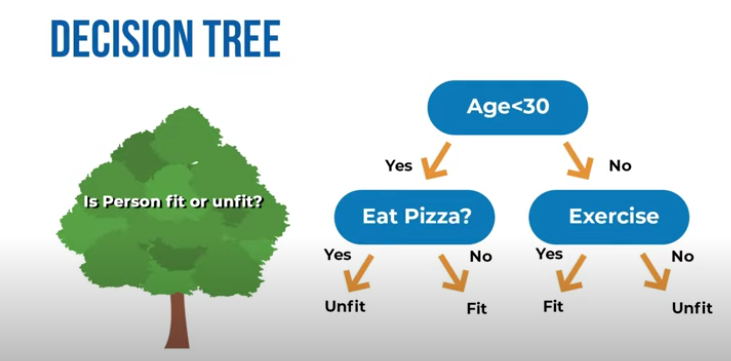 DECISION TREE
Age<30
Yes
No
Is Person fit or unfit?
Eat Pizza?
Exercise
Yes
No
Yes
No
Unfit
Fit
Fit
Unfit